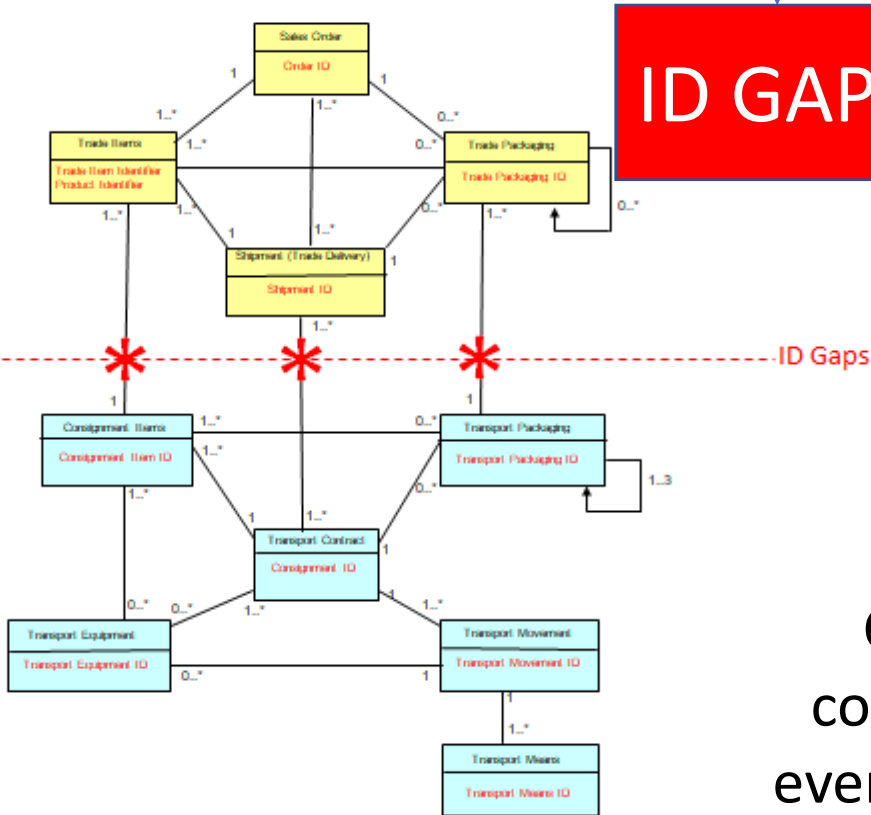 Sales Order
Order ID
ID GAP
1
1
1..*
1..*
0..*
Trade Items
1..*
0..*
Trade Packaging
Trade Item Identifier
Product Identifier
Trade Packaging ID
1..*
1..*
0..*
1..*
0..*
1
1..*
1
Shipment (Trade Delivery)
Shipment ID
1..*
ID Gaps
1
1
Consignment Items
1..*
0..*
Transport Packaging
Consignment Item ID
1..*
Transport Packaging ID
1..*
0..*
1..3
1
1..*
1
Transport Contract
Consignment ID
0..*
0..*
1..*
1
1..*
Transport Equipment
Transport Movement
Transport Equipment ID
0..*
1
Transport Movement ID
1
1..*
co
ever
Transport Means
Transport Means ID